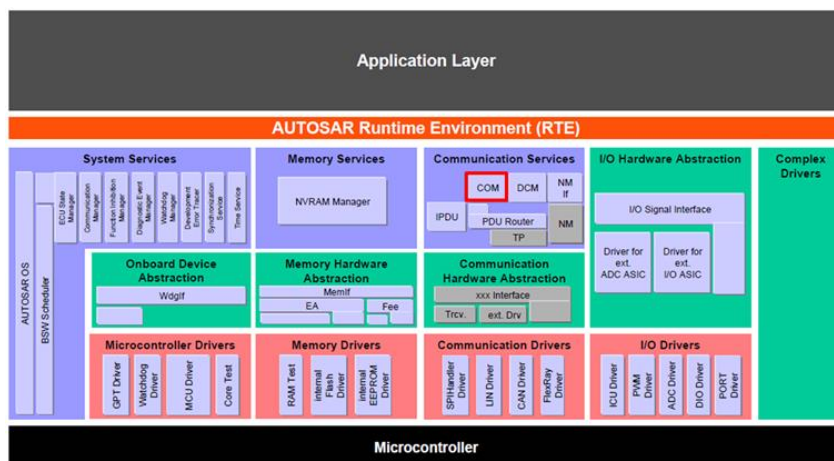 Application Layer
AUTOSAR Runtime Environment (RTE)
System Services
AUTOSAR OS
BSW Scheduler
ECU State
Manager
Communication
Manager
Function Inhibition
Manager
Diagnostic Event
Manager
Watchdog
Manager
Development
Error Tracer
Synchronization
Service
Time Service
Memory Services
NVRAM Manager
Communication Services
COM
DCM
NM
If
IPDU
PDU Router
NM
TP
I/O Hardware Abstraction
I/O Signal Interface
Driver for
ext.
ADC ASIC
Driver for
ext.
I/O ASIC
Complex
Drivers
Onboard Device
Abstraction
WdgIf
Memory Hardware
Abstraction
MemIf
EA
Fee
Communication
Hardware Abstraction
xxx Interface
Trcv.
ext. Drv
Microcontroller Drivers
GPT Driver
Watchdog
Driver
MCU Driver
Core Test
Memory Drivers
RAM Test
internal
Flash
Driver
internal
EEPROM
Driver
Communication Drivers
SPIHandler
Driver
LIN Driver
CAN Driver
FlexRay
Driver
I/O Drivers
ICU Driver
PWM
Driver
ADC Driver
DIO Driver
PORT
Driver
Microcontroller